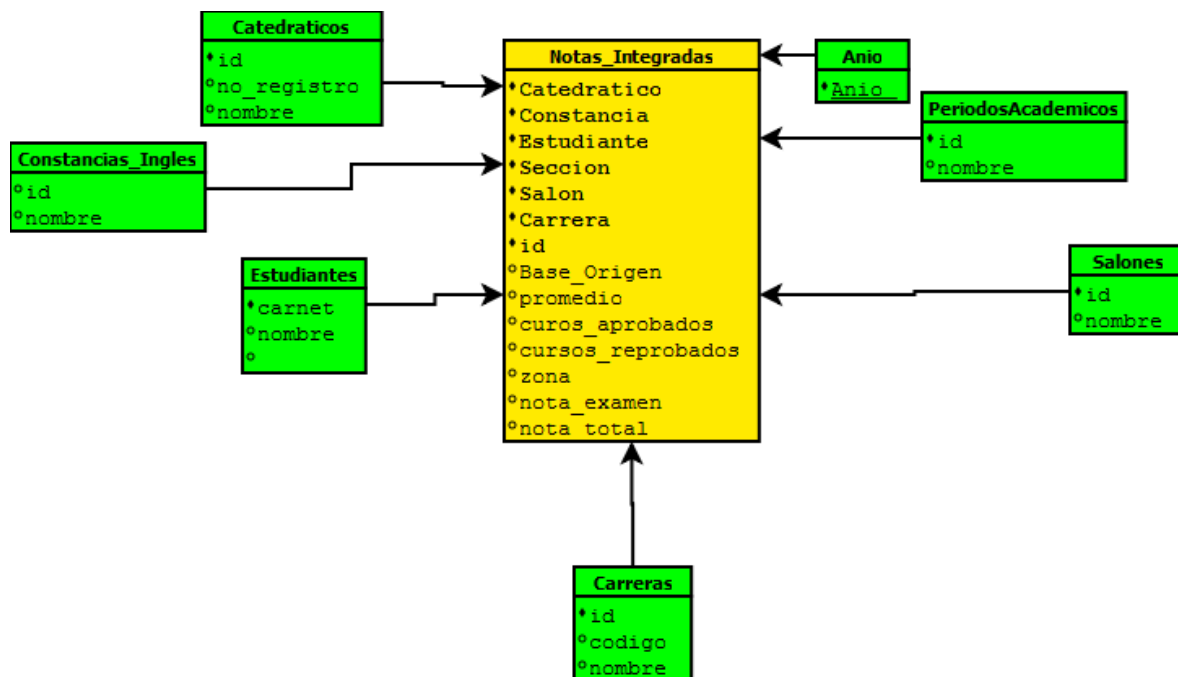 Catedraticos
id
no_registro
nombre
Constancias_Ingles
id
nombre
Estudiantes
carnet
nombre
Notas_Integradas
Catedratico
Constancia
Estudiante
Seccion
Salon
Carrera
id
Base_Origen
promedio
curos_aprobados
cursos_reprobados
zona
nota_examen
nota_total
Anio
Anio_
PeriodosAcademicos
id
nombre
Salones
id
nombre
Carreras
id
codigo
nombre